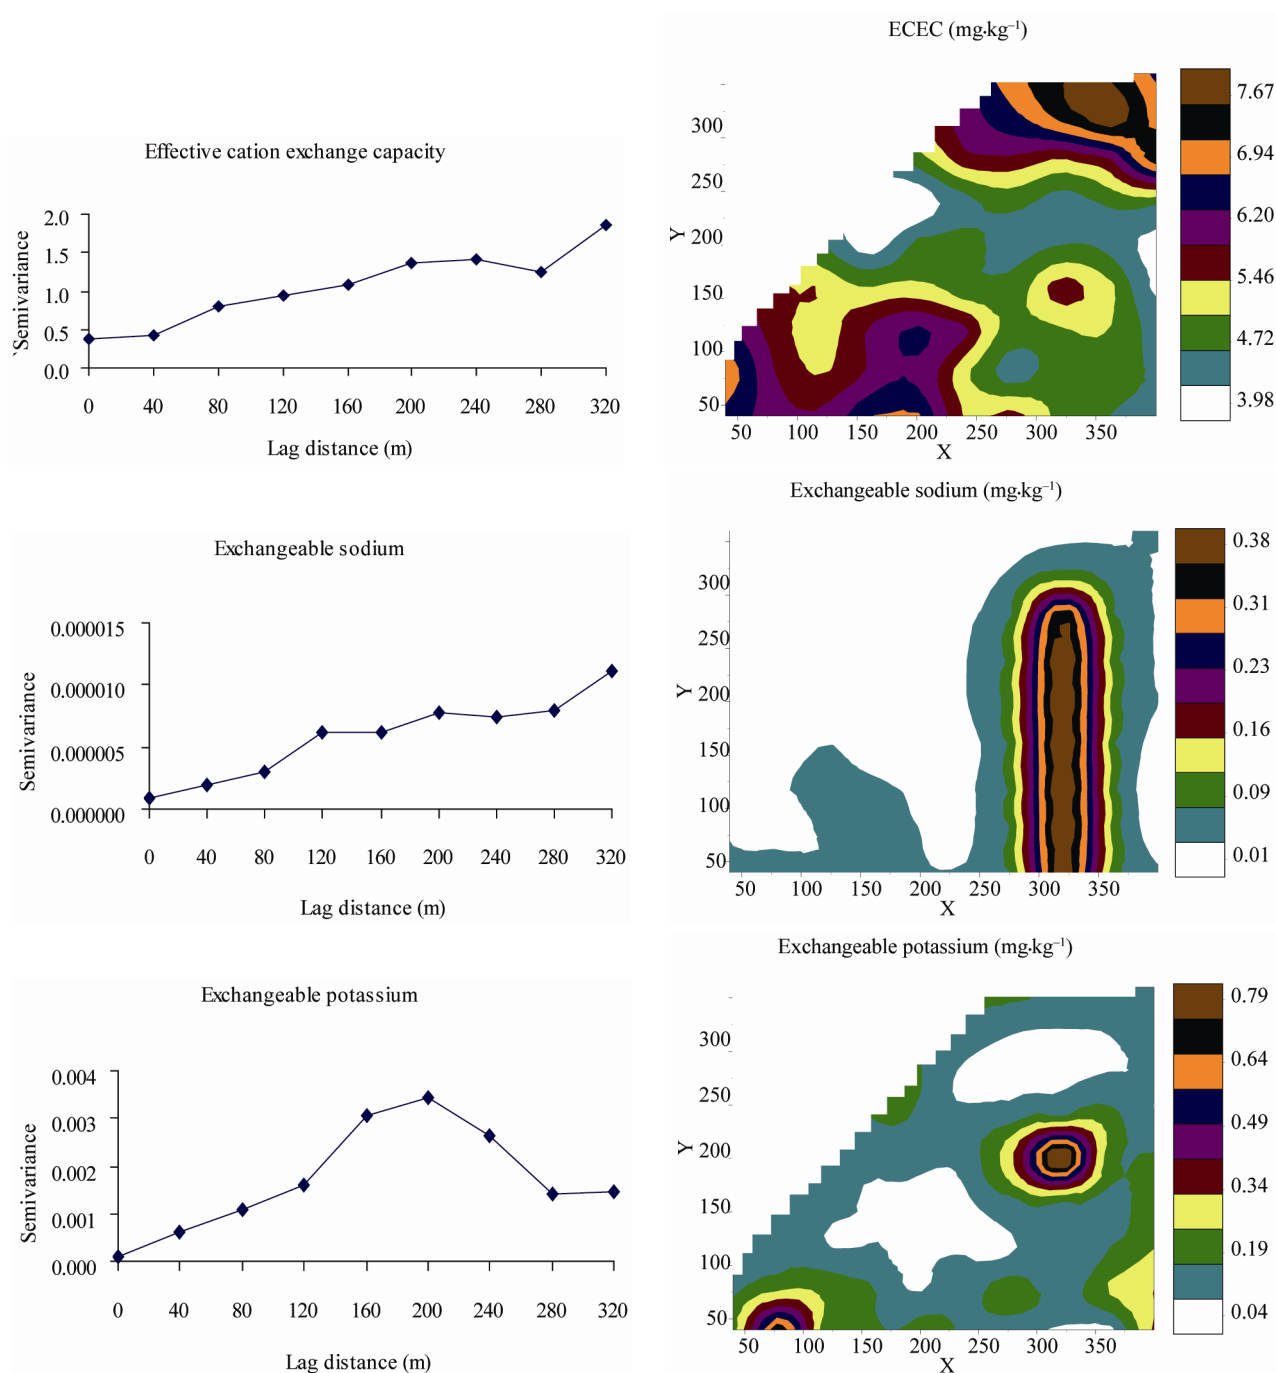 Effective cation exchange capacity
2.0
1.5
1.0
0.5
0.0
`Semivariance
0 40 80 120 160 200 240 280 320
Lag distance (m)
ECEC (mg·kg⁻¹)
300
250
200
150
100
50
Y
50 100 150 200 250 300 350
X
7.67
6.94
6.20
5.46
4.72
3.98
Exchangeable sodium
0.000015
0.000010
0.000005
0.000000
Semivariance
0 40 80 120 160 200 240 280 320
Lag distance (m)
Exchangeable sodium (mg·kg⁻¹)
300
250
200
150
100
50
Y
50 100 150 200 250 300 350
X
0.38
0.31
0.23
0.16
0.09
0.01
Exchangeable potassium
0.004
0.003
0.002
0.001
0.000
Semivariance
0 40 80 120 160 200 240 280 320
Lag distance (m)
Exchangeable potassium (mg·kg⁻¹)
300
250
200
150
100
50
Y
50 100 150 200 250 300 350
X
0.79
0.64
0.49
0.34
0.19
0.04